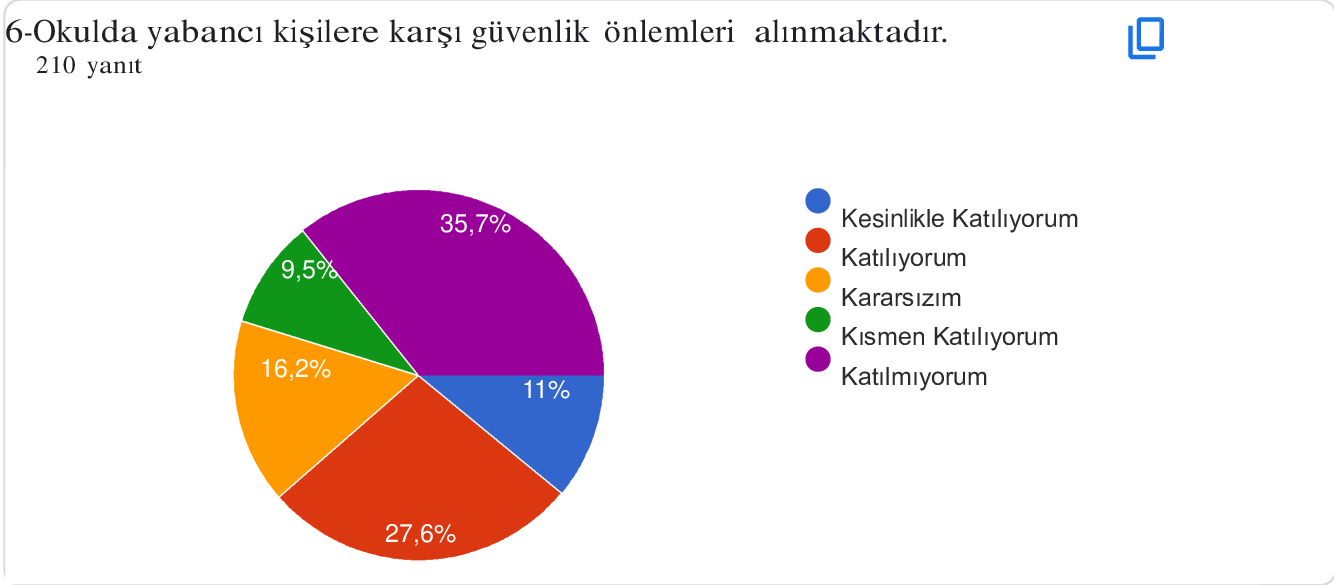 6-Okulda yabancı kişilere karşı güvenlik önlemleri alınmaktadır.
210 yanıt
35,7%
9,5%
16,2%
11%
27,6%
Kesinlikle Katılıyorum
Katılıyorum
Kararsızım
Kısmen Katılıyorum
Katılmıyorum